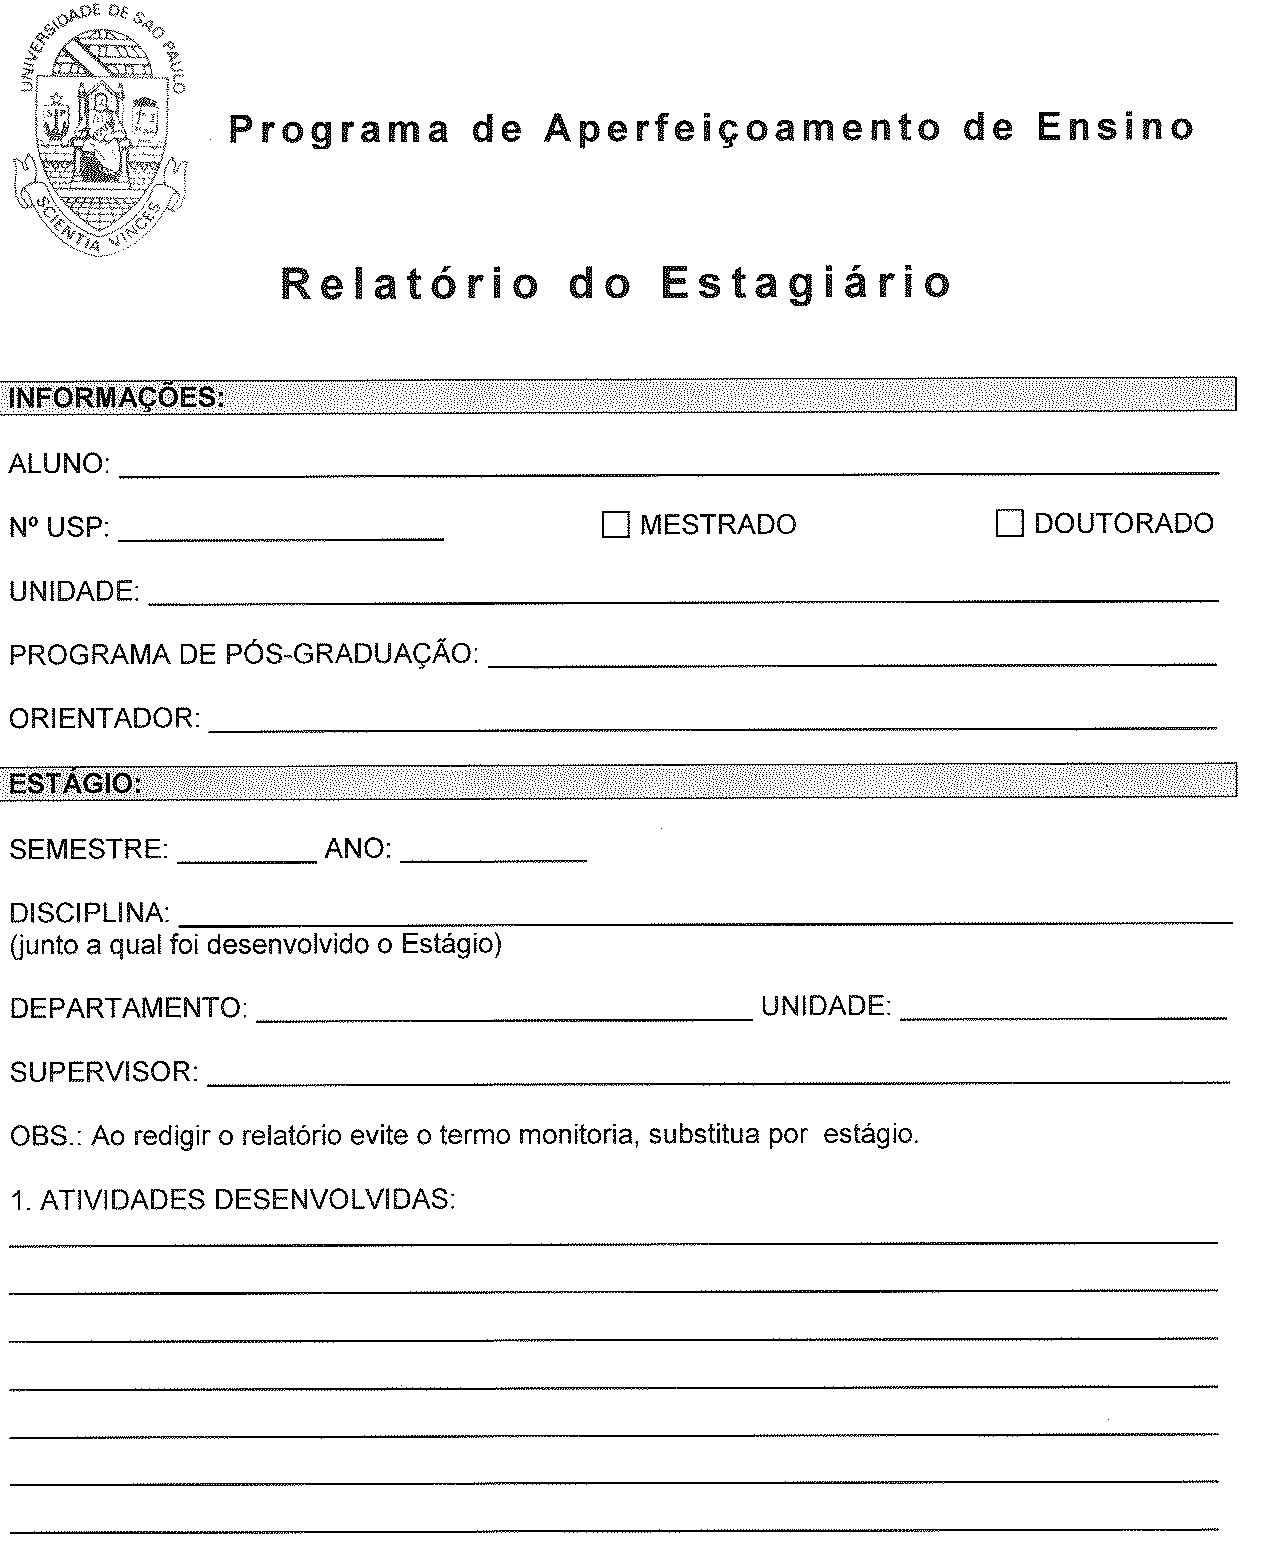 UNIVERSIDADE DE SAO PAULO
SCIENTIA VINCES
Programa de Aperfeiçoamento de Ensino
Relatório do Estagiário
INFORMAÇÕES:
ALUNO:
Nº USP: MESTRADO DOUTORADO
UNIDADE:
PROGRAMA DE PÓS-GRADUAÇÃO:
ORIENTADOR:
ESTÁGIO:
SEMESTRE: ANO:
DISCIPLINA:
(junto a qual foi desenvolvido o Estágio)
DEPARTAMENTO: UNIDADE:
SUPERVISOR:
OBS.: Ao redigir o relatório evite o termo monitoria, substitua por estágio.
1. ATIVIDADES DESENVOLVIDAS: